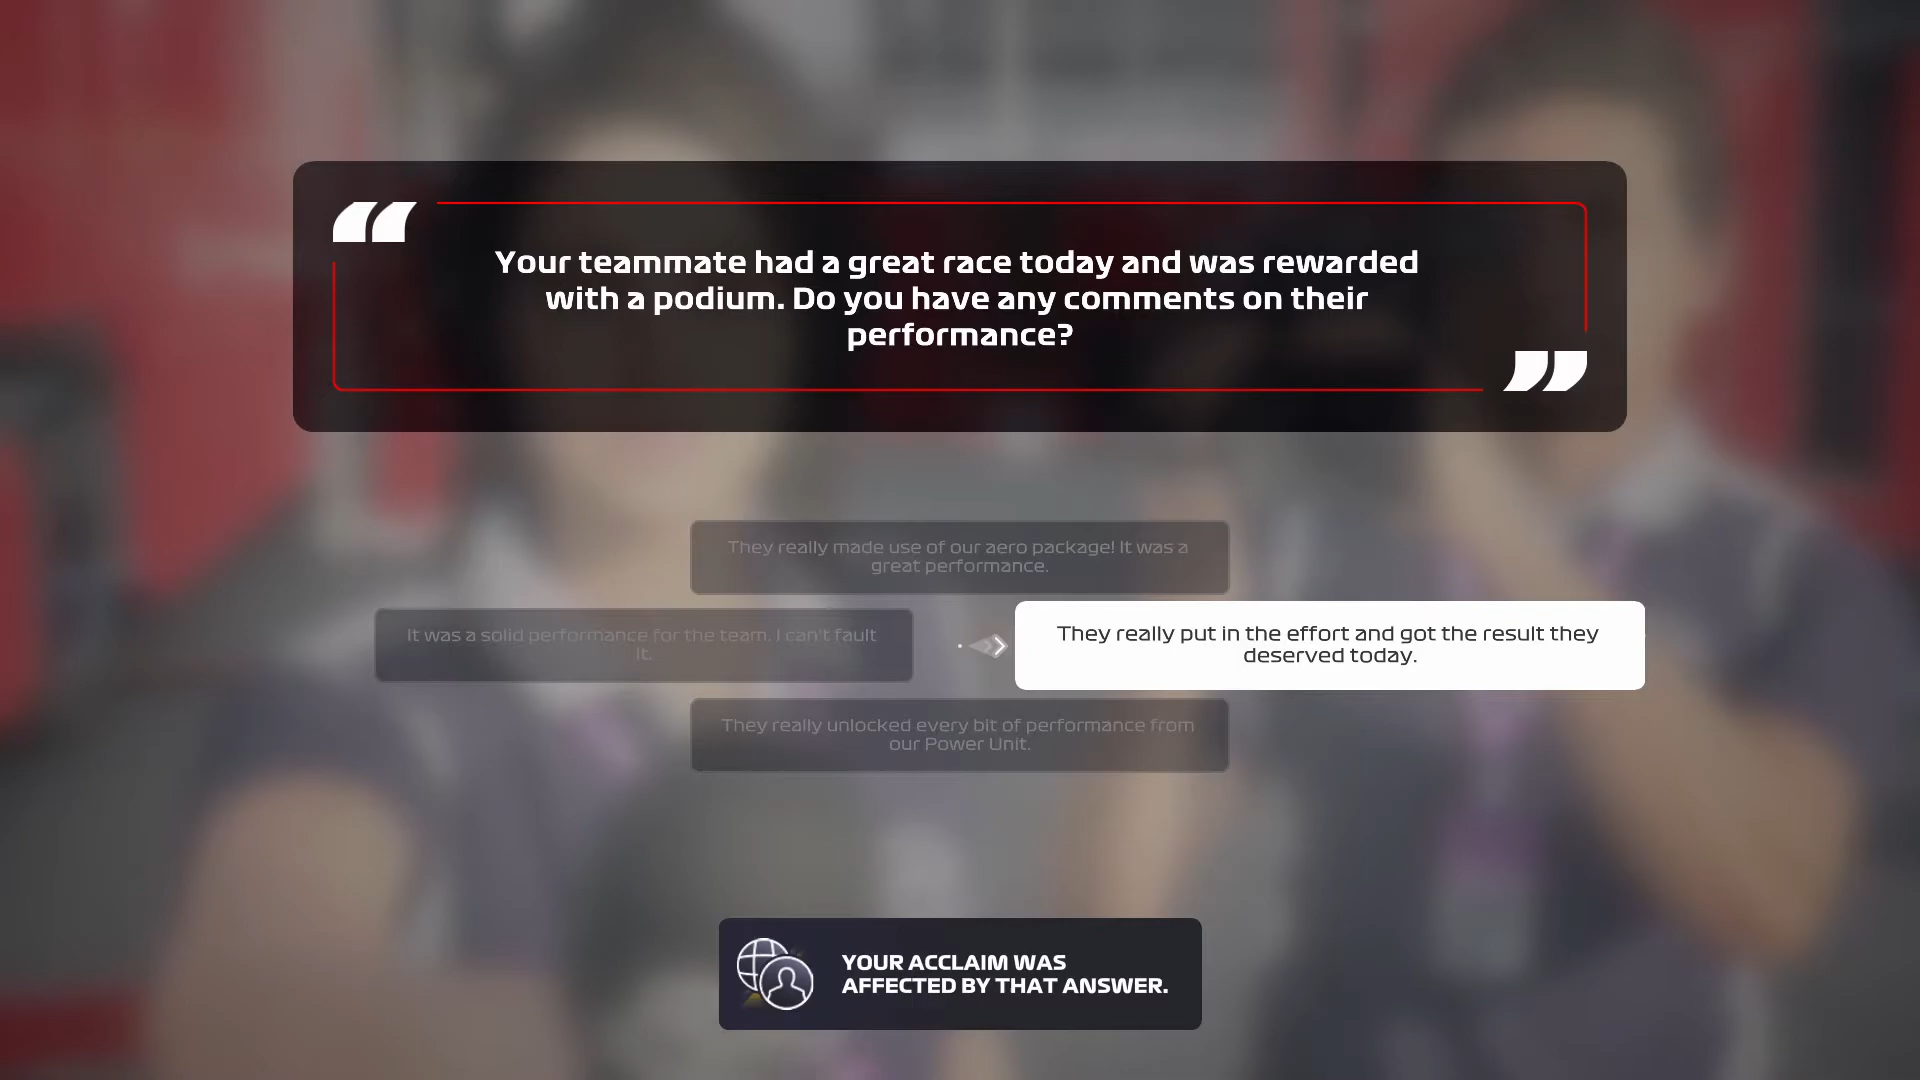 Your teammate had a great race today and was rewarded
with a podium. Do you have any comments on their
performance?
They really made use of our aero package! It was a
great performance.
It was a solid performance for the team. I can't fault
it.
They really put in the effort and got the result they
deserved today.
They really unlocked every bit of performance from
our Power Unit.
YOUR ACCLAIM WAS
AFFECTED BY THAT ANSWER.